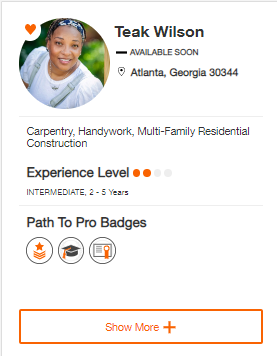 Teak Wilson
AVAILABLE SOON
Atlanta, Georgia 30344
Carpentry, Handywork, Multi-Family Residential
Construction
Experience Level
INTERMEDIATE, 2 - 5 Years
Path To Pro Badges
Show More +